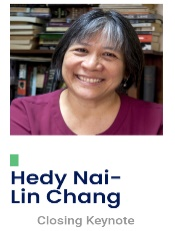 Hedy Nai-
Lin Chang
Closing Keynote